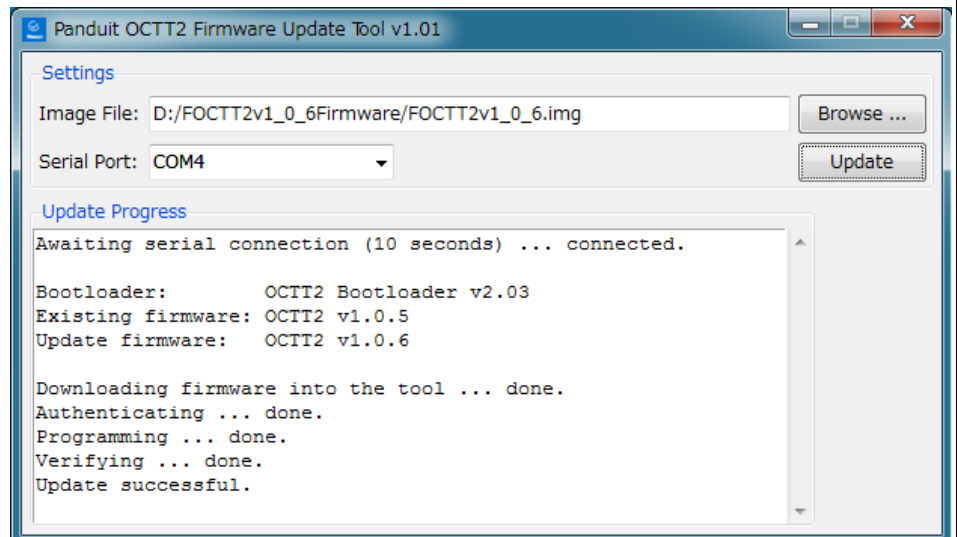 Panduit OCTT2 Firmware Update Tool v1.01
Settings
Image File: D:/FOCTT2v1_0_6Firmware/FOCTT2v1_0_6.img Browse ...
Serial Port: COM4 Update
Update Progress
Awaiting serial connection (10 seconds) ... connected.
Bootloader: OCTT2 Bootloader v2.03
Existing firmware: OCTT2 v1.0.5
Update firmware: OCTT2 v1.0.6
Downloading firmware into the tool ... done.
Authenticating ... done.
Programming ... done.
Verifying ... done.
Update successful.